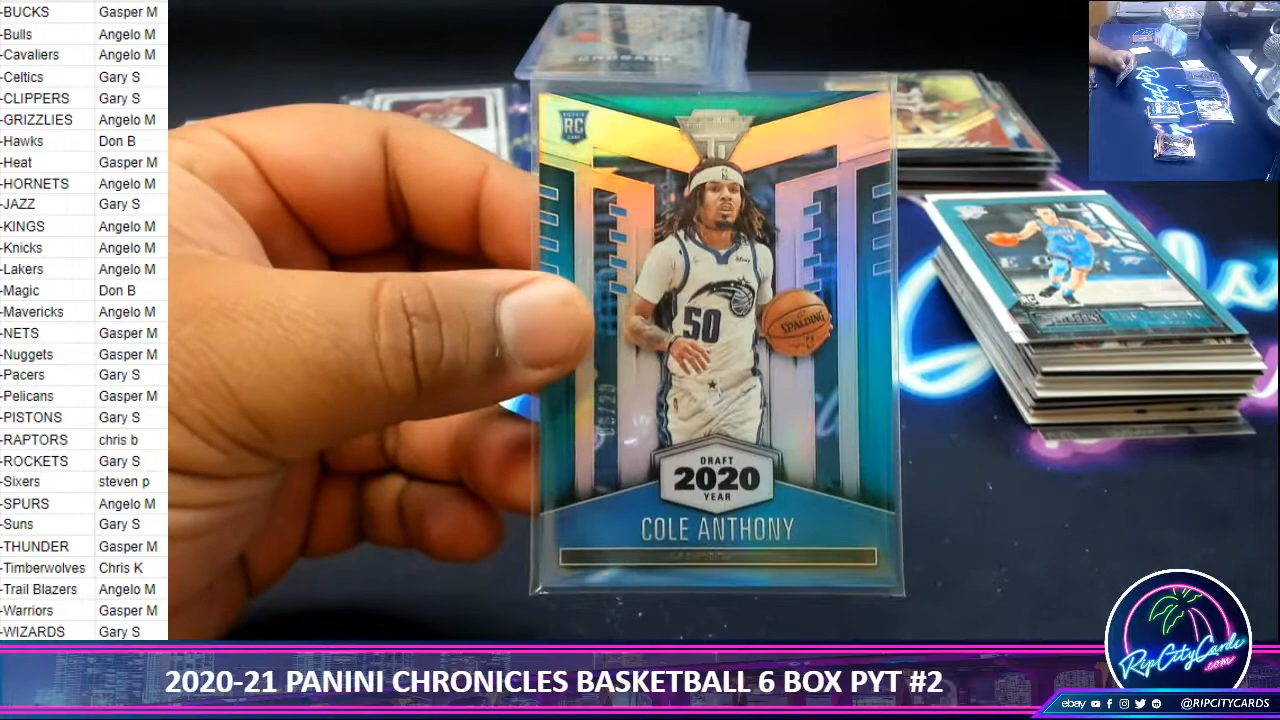 -BUCKS Gasper M
-Bulls Angelo M
-Cavaliers Angelo M
-Celtics Gary S
-CLIPPERS Gary S
-GRIZZLIES Angelo M
-Hawks Don B
-Heat Gasper M
-HORNETS Angelo M
-JAZZ Gary S
-KINGS Angelo M
-Knicks Angelo M
-Lakers Angelo M
-Magic Don B
-Mavericks Angelo M
-NETS Gasper M
-Nuggets Gasper M
-Pacers Gary S
-Pelicans Gasper M
-PISTONS Gary S
-RAPTORS chris b
-ROCKETS Gary S
-Sixers steven p
-SPURS Angelo M
-Suns Gary S
-THUNDER Gasper M
-Timberwolves Chris K
-Trail Blazers Angelo M
-Warriors Gasper M
-WIZARDS Gary S
RC
50
SPALDING
DRAFT
2020
YEAR
COLE ANTHONY
RipCityCards
.com
2020-21 PANINI CHRONICLES BASKETBALL 6 BOX PYT #2
ebay @RIPCITYCARDS